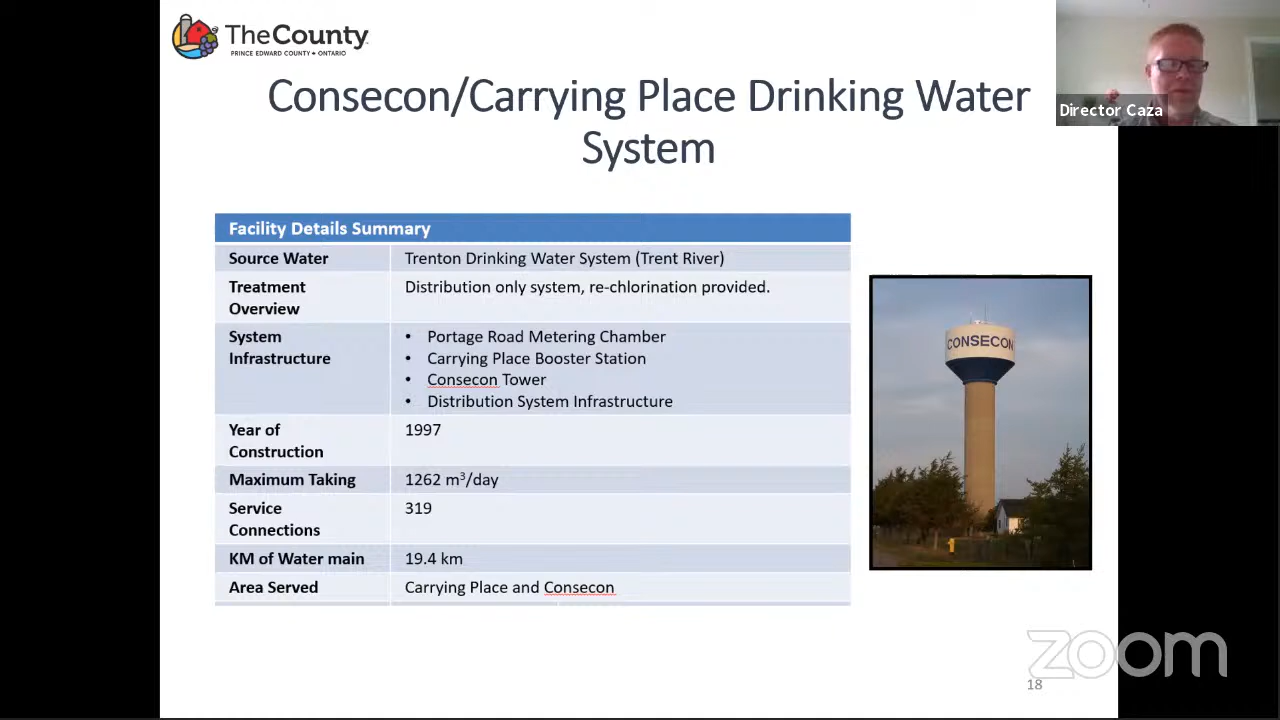 TheCounty
PRINCE EDWARD COUNTY • ONTARIO
Consecon/Carrying Place Drinking Water
System
Director Caza
Facility Details Summary
Source Water
Trenton Drinking Water System (Trent River)
Treatment
Overview
Distribution only system, re-chlorination provided.
System
Infrastructure
• Portage Road Metering Chamber
• Carrying Place Booster Station
• Consecon Tower
• Distribution System Infrastructure
Year of
Construction
1997
Maximum Taking
1262 m³/day
Service
Connections
319
KM of Water main
19.4 km
Area Served
Carrying Place and Consecon
CONSECON
zoom
18